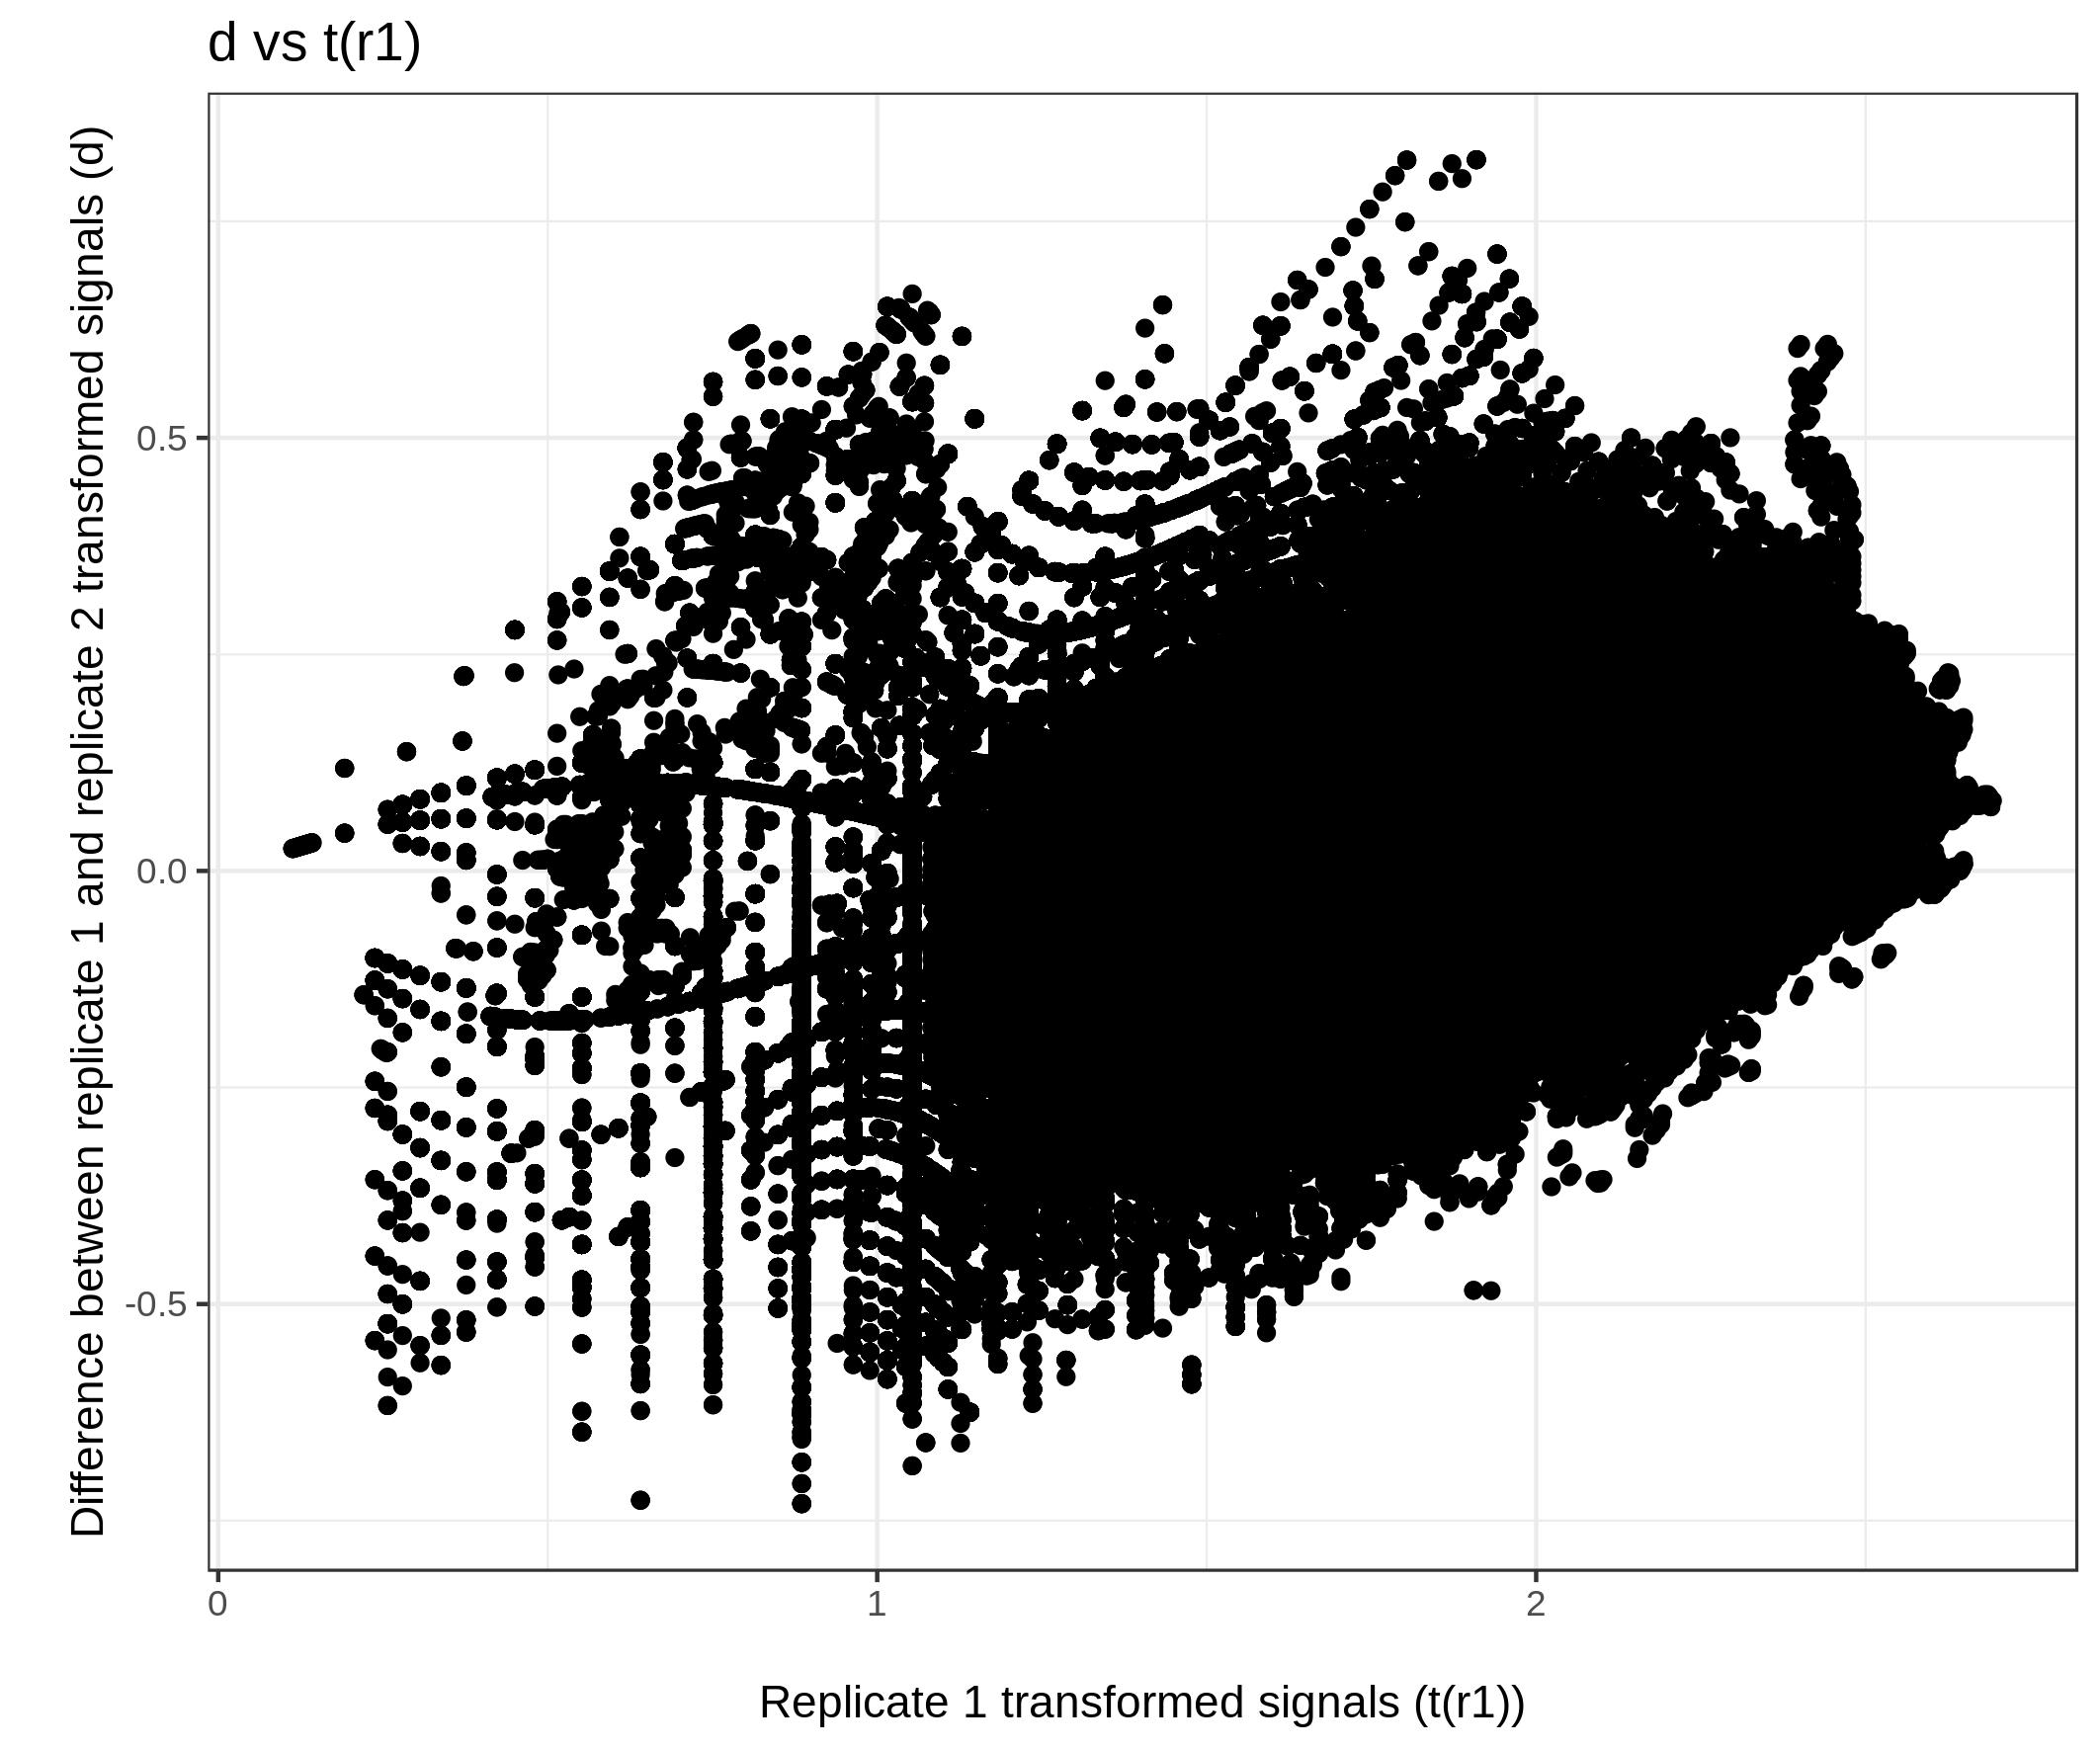 d vs t(r1)
Difference between replicate 1 and replicate 2 transformed signals (d)
0.5
0.0
-0.5
0
1
2
Replicate 1 transformed signals (t(r1))